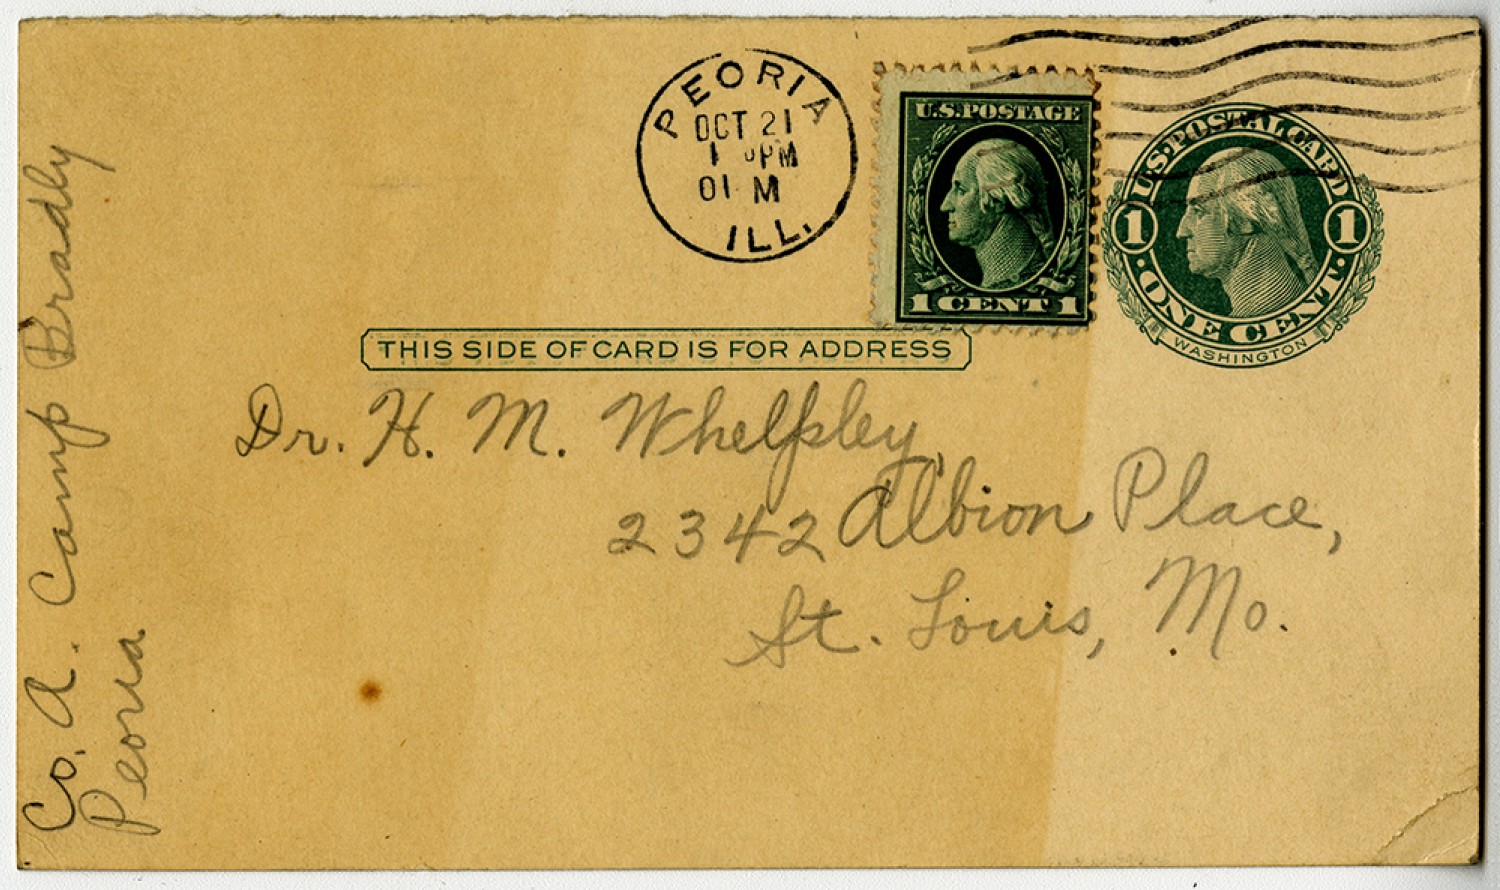 PEORIA
OCT 21
PM
M
ILL.
U.S. POSTAGE
1 CENT 1
U.S. POSTAL CARD
1 1
ONE CENT
WASHINGTON
THIS SIDE OF CARD IS FOR ADDRESS
Dr. H. M. Whelpley,
2342 Albion Place,
St. Louis, Mo.
Co. A. Camp Bradly
Peoria